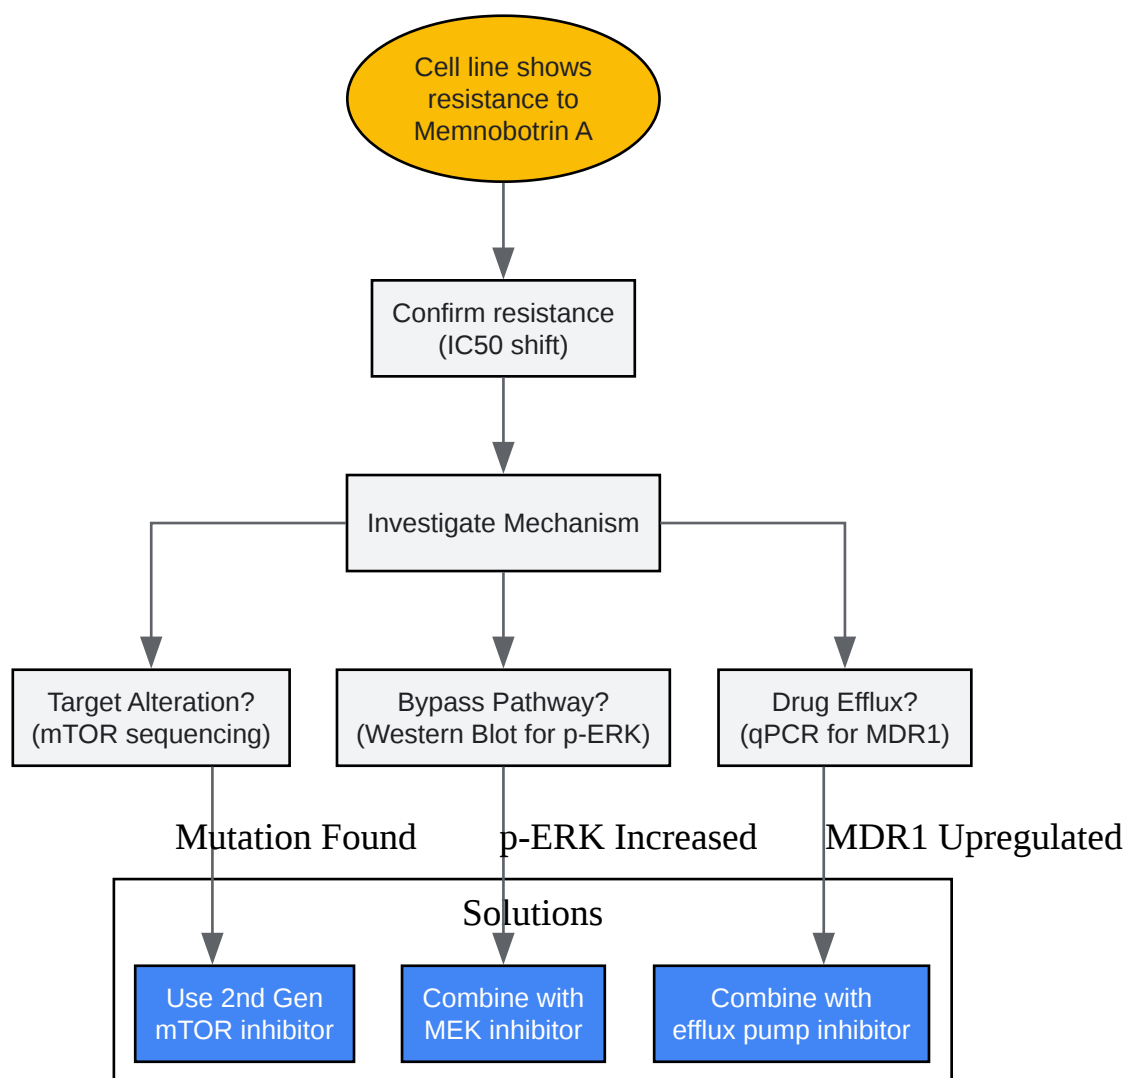 Cell line shows
resistance to
Memnobotrin A
Confirm resistance
(IC50 shift)
Investigate Mechanism
Target Alteration?
(mTOR sequencing)
Bypass Pathway?
(Western Blot for p-ERK)
Drug Efflux?
(qPCR for MDR1)
Mutation Found
p-ERK Increased
MDR1 Upregulated
Solutions
Use 2nd Gen
mTOR inhibitor
Combine with
MEK inhibitor
Combine with
efflux pump inhibitor